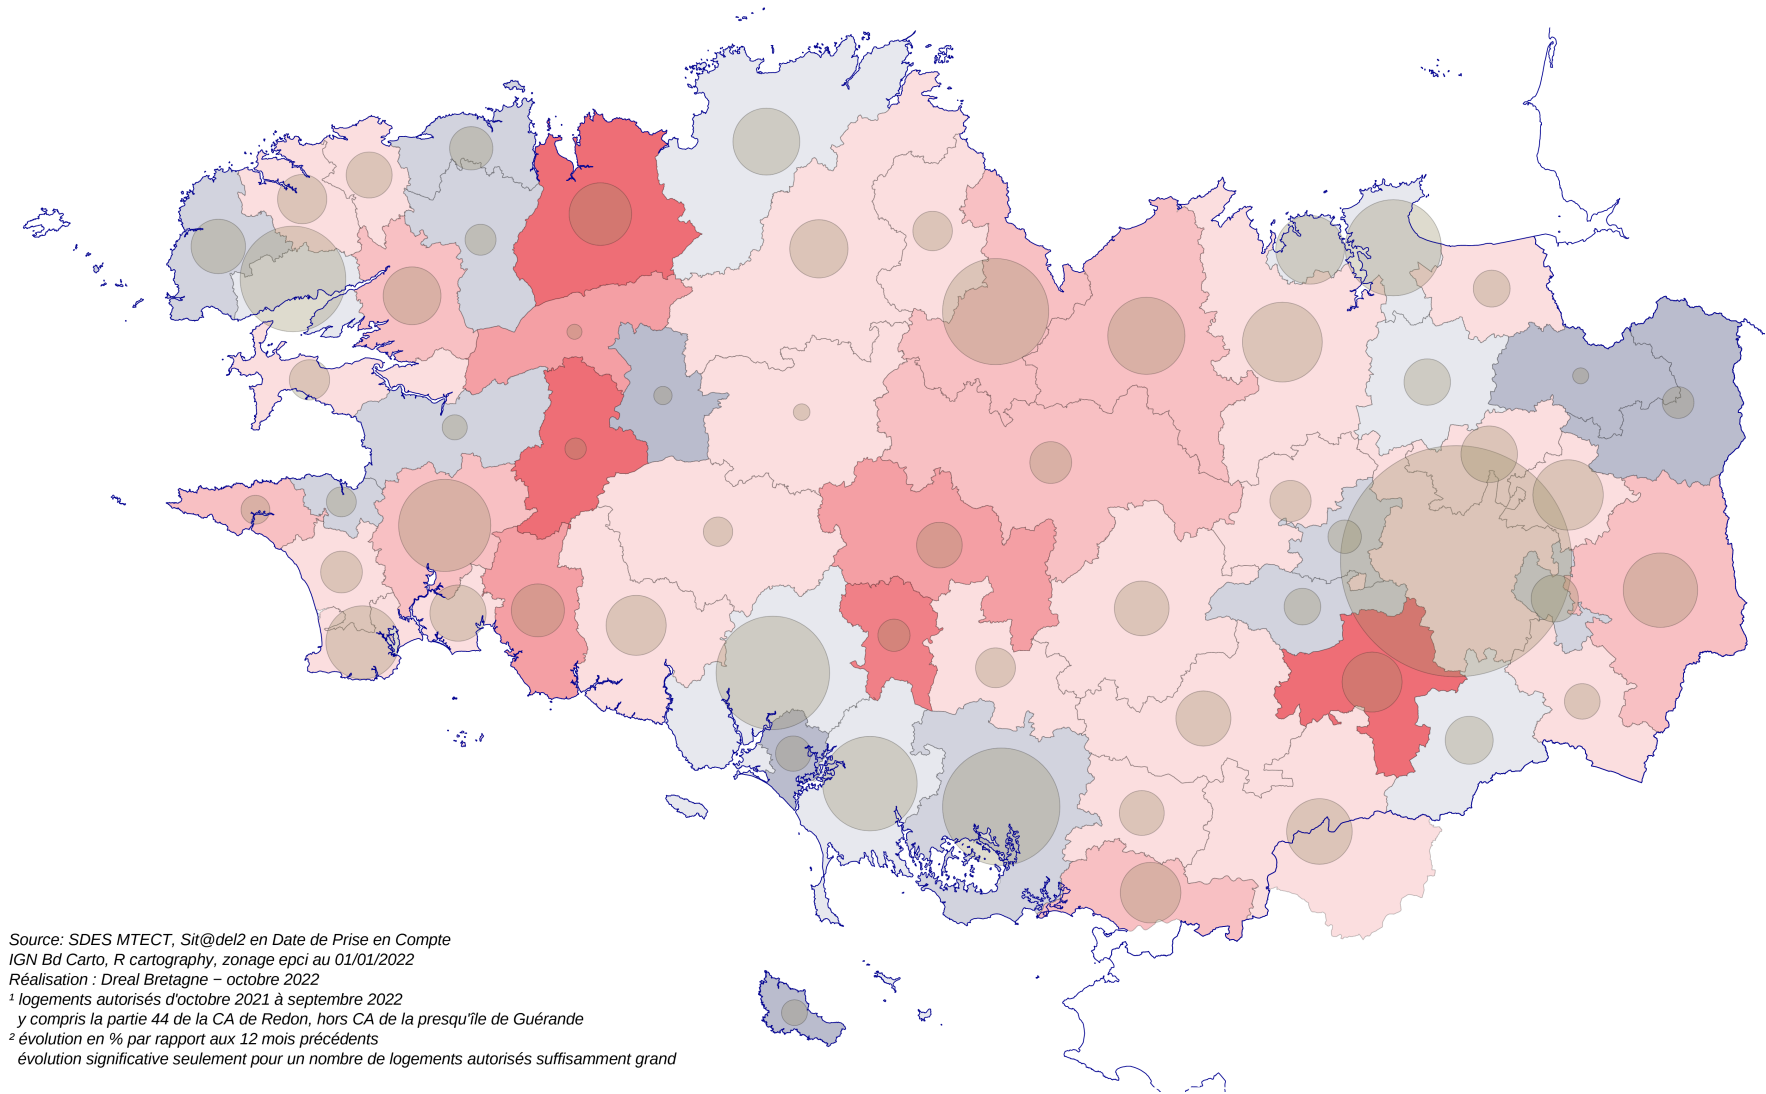 Source: SDES MTECT, Sit@del2 en Date de Prise en Compte
IGN Bd Carto, R cartography, zonage epci au 01/01/2022
Réalisation : Dreal Bretagne − octobre 2022
¹ logements autorisés d'octobre 2021 à septembre 2022
y compris la partie 44 de la CA de Redon, hors CA de la presqu'île de Guérande
² évolution en % par rapport aux 12 mois précédents
évolution significative seulement pour un nombre de logements autorisés suffisamment grand